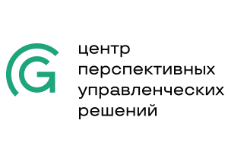 G
центр
перспективных
управленческих
решений